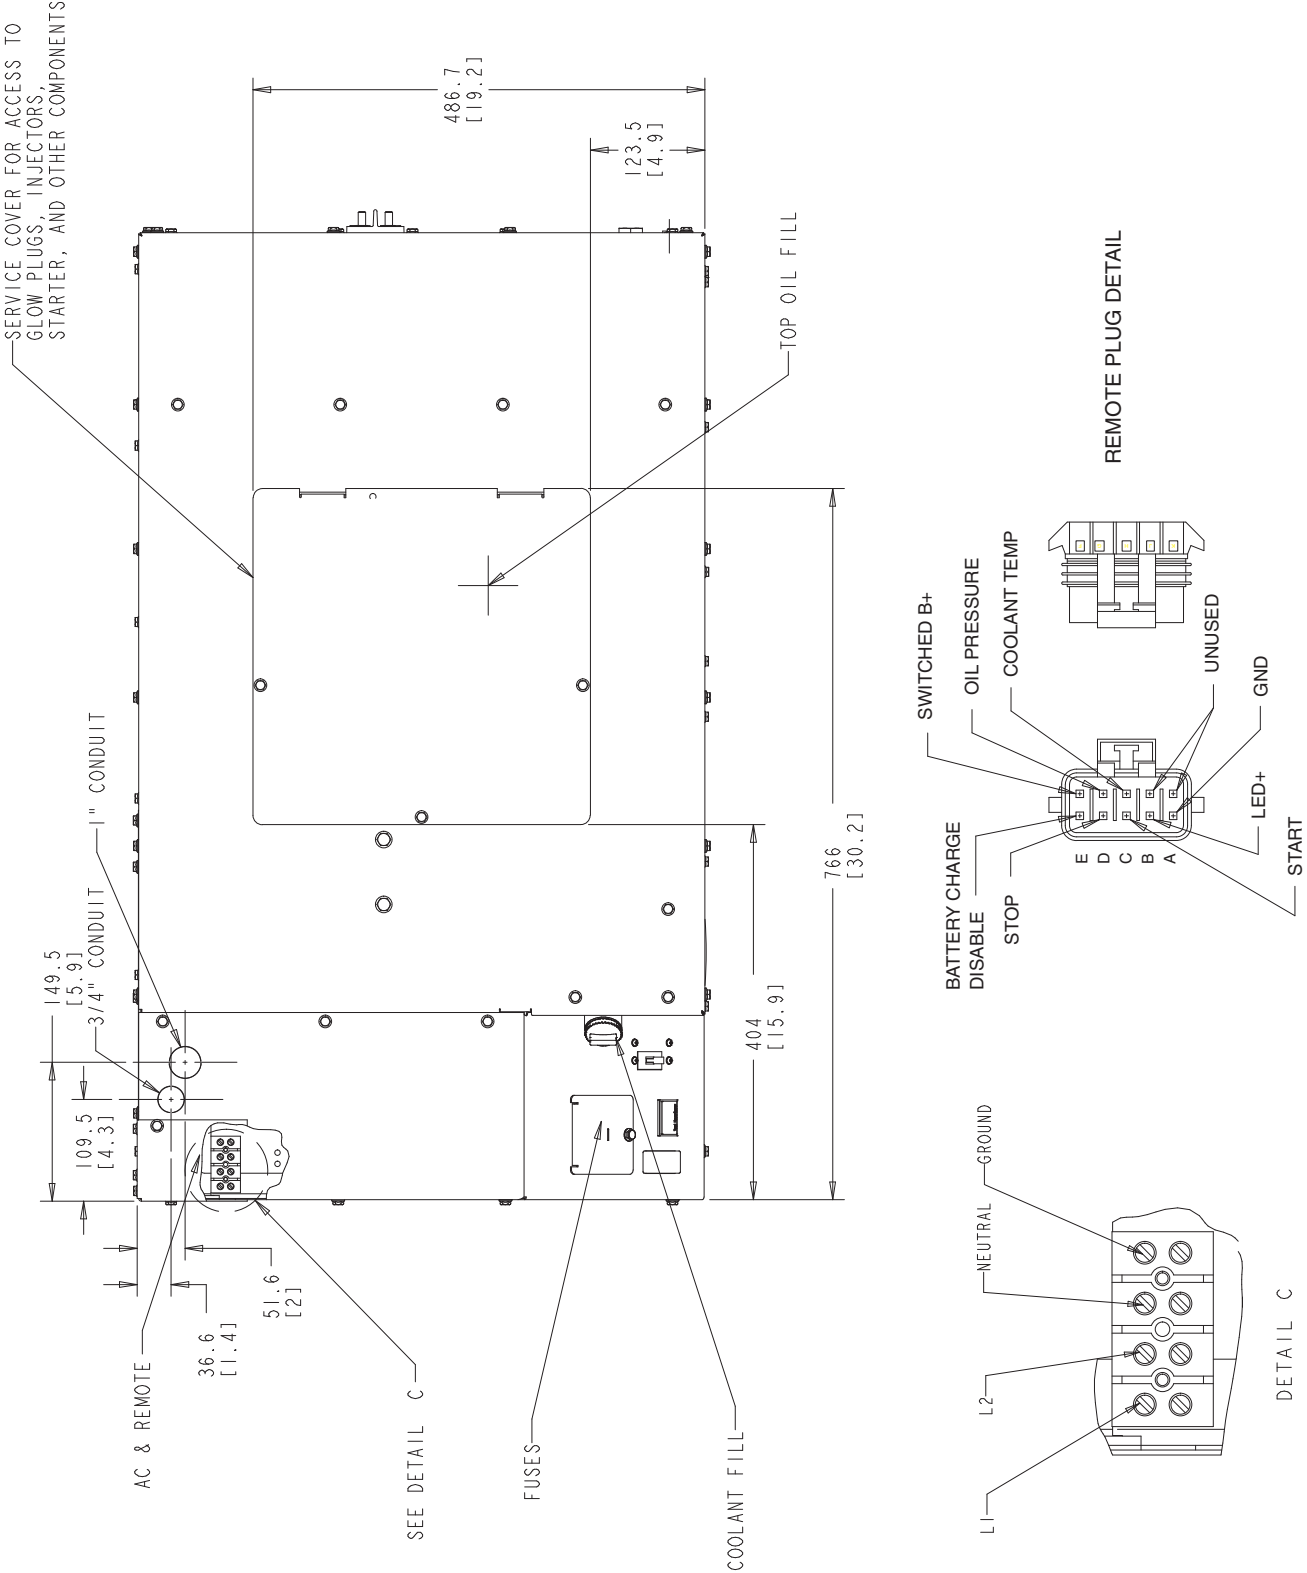 SERVICE COVER FOR ACCESS TO
GLOW PLUGS, INJECTORS,
STARTER, AND OTHER COMPONENTS
486.7
[19.2]
123.5
[4.9]
TOP OIL FILL
1" CONDUIT
3/4" CONDUIT
149.5
[5.9]
109.5
[4.3]
766
[30.2]
404
[15.9]
36.6
[1.4]
51.6
[2]
AC & REMOTE
SEE DETAIL C
FUSES
COOLANT FILL
REMOTE PLUG DETAIL
SWITCHED B+
OIL PRESSURE
COOLANT TEMP
UNUSED
GND
BATTERY CHARGE
DISABLE
STOP
E
D
C
B
A
LED+
START
GROUND
NEUTRAL
L2
L1
DETAIL C